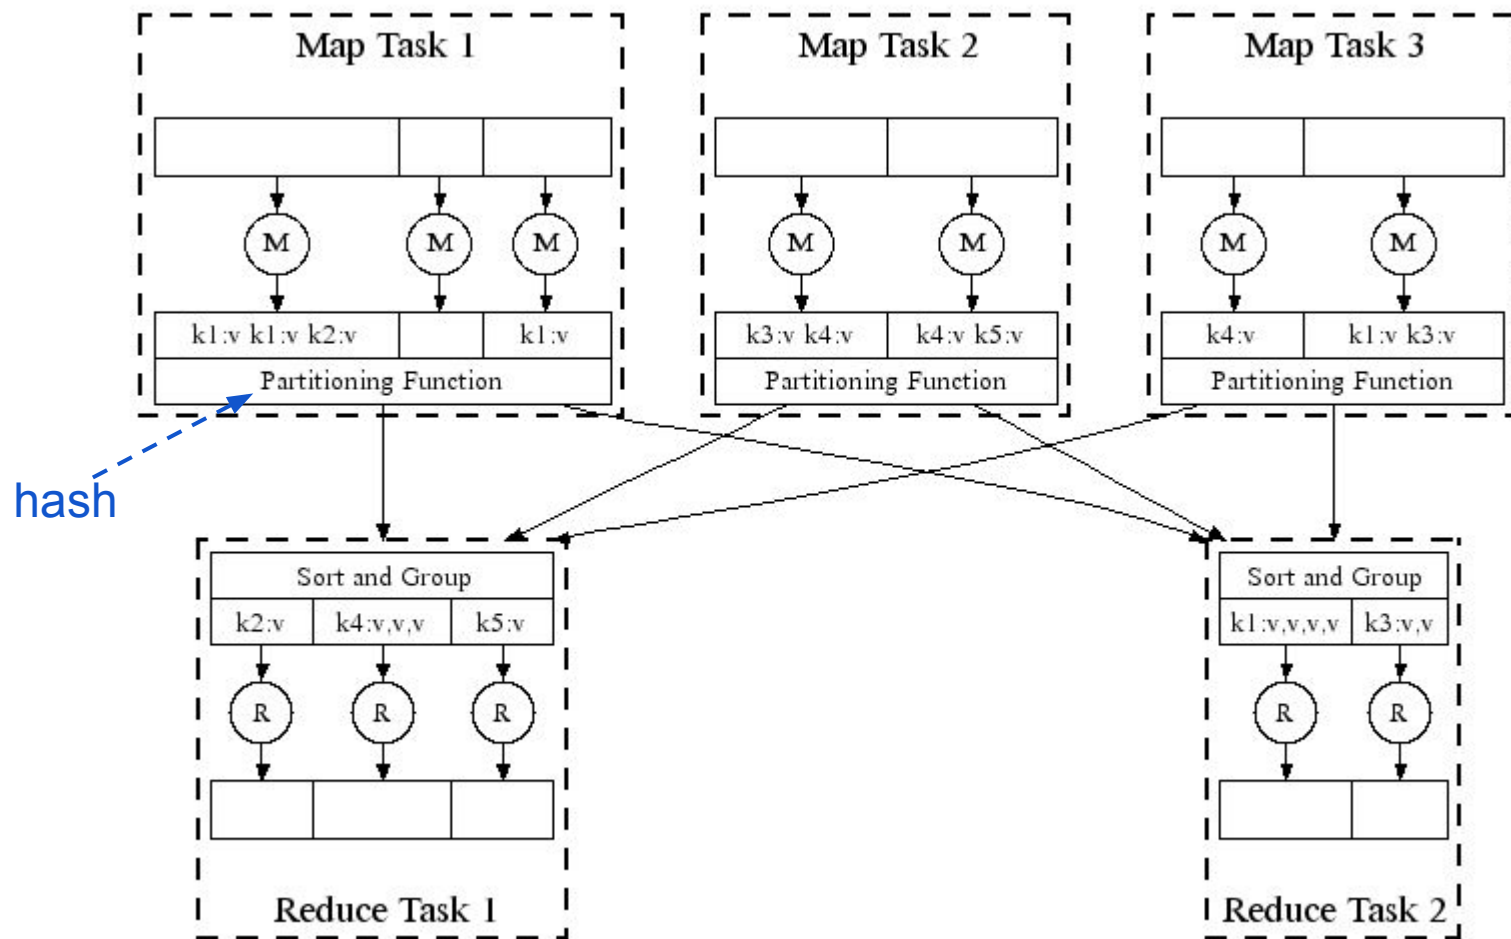 Map Task 1
Map Task 2
Map Task 3
M
M
M
M
M
M
M
k1:v k1:v k2:v
k1:v
k3:v k4:v
k4:v k5:v
k4:v
k1:v k3:v
Partitioning Function
Partitioning Function
Partitioning Function
hash
Sort and Group
Sort and Group
k2:v
k4:v,v,v
k5:v
k1:v,v,v,v
k3:v,v
R
R
R
R
R
Reduce Task 1
Reduce Task 2